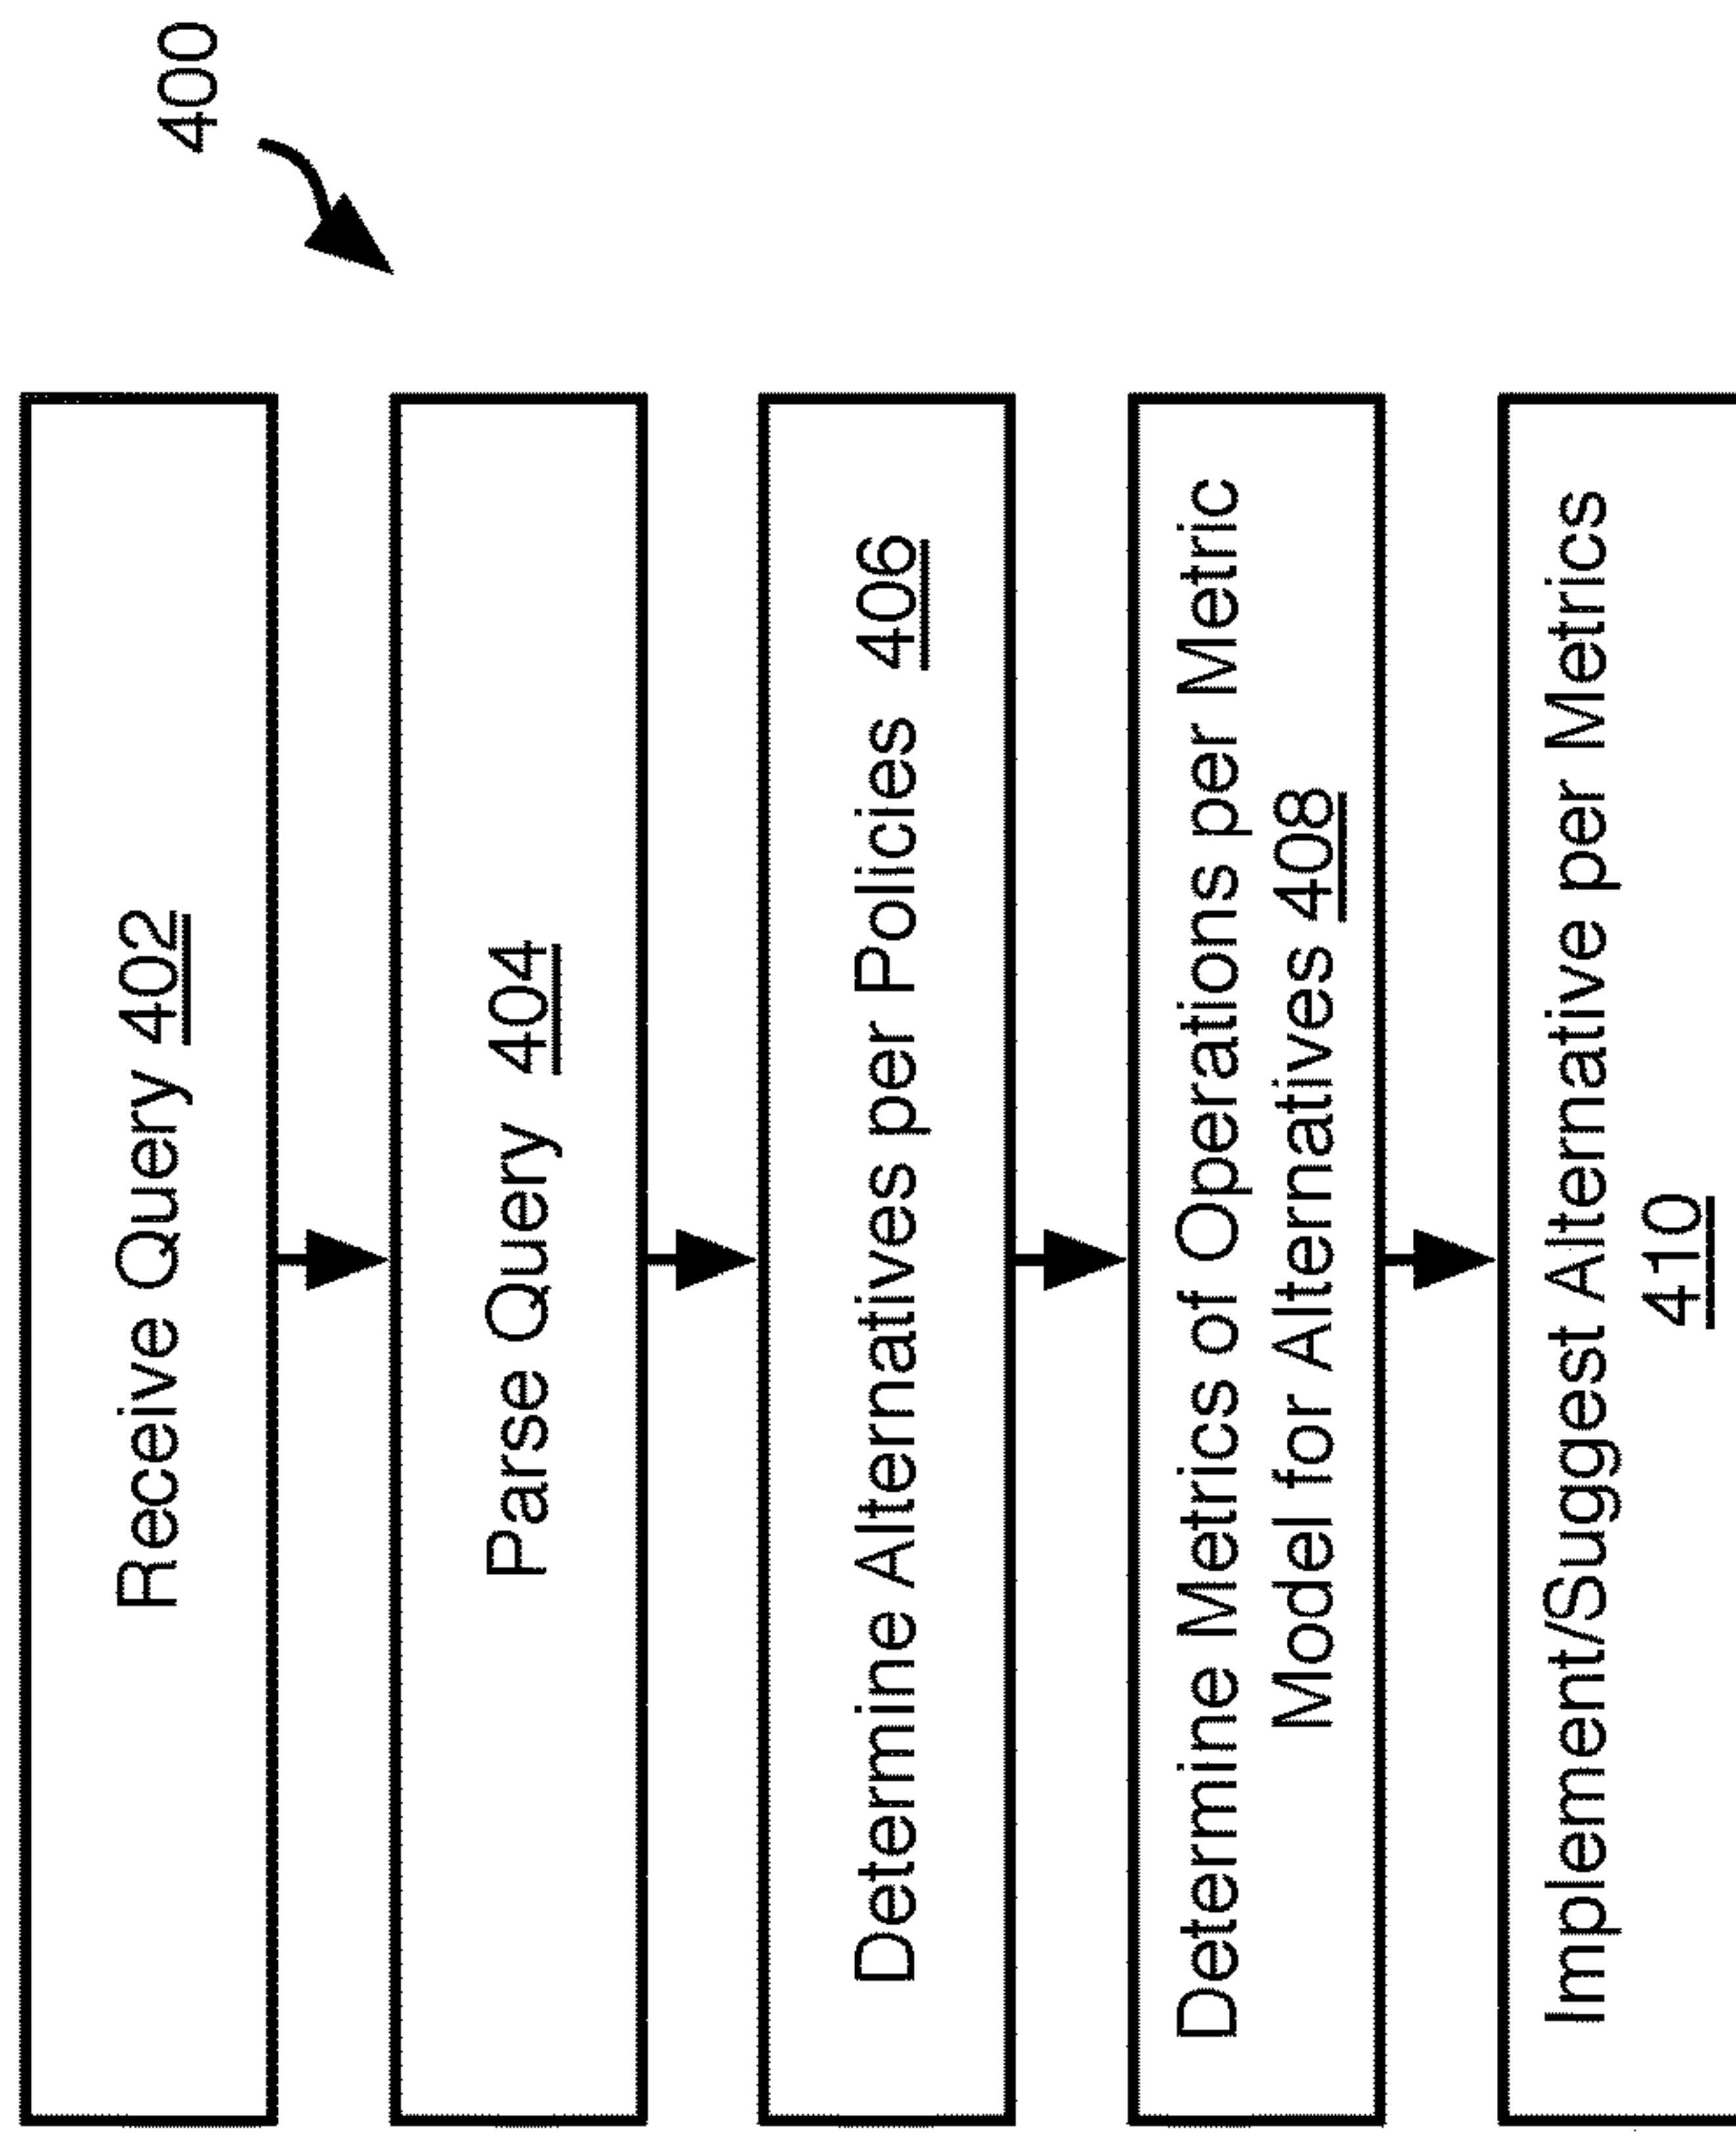 400
Receive Query 402
Parse Query 404
Determine Alternatives per Policies 406
Determine Metrics of Operations per Metric
Model for Alternatives 408
Implement/Suggest Alternative per Metrics
410